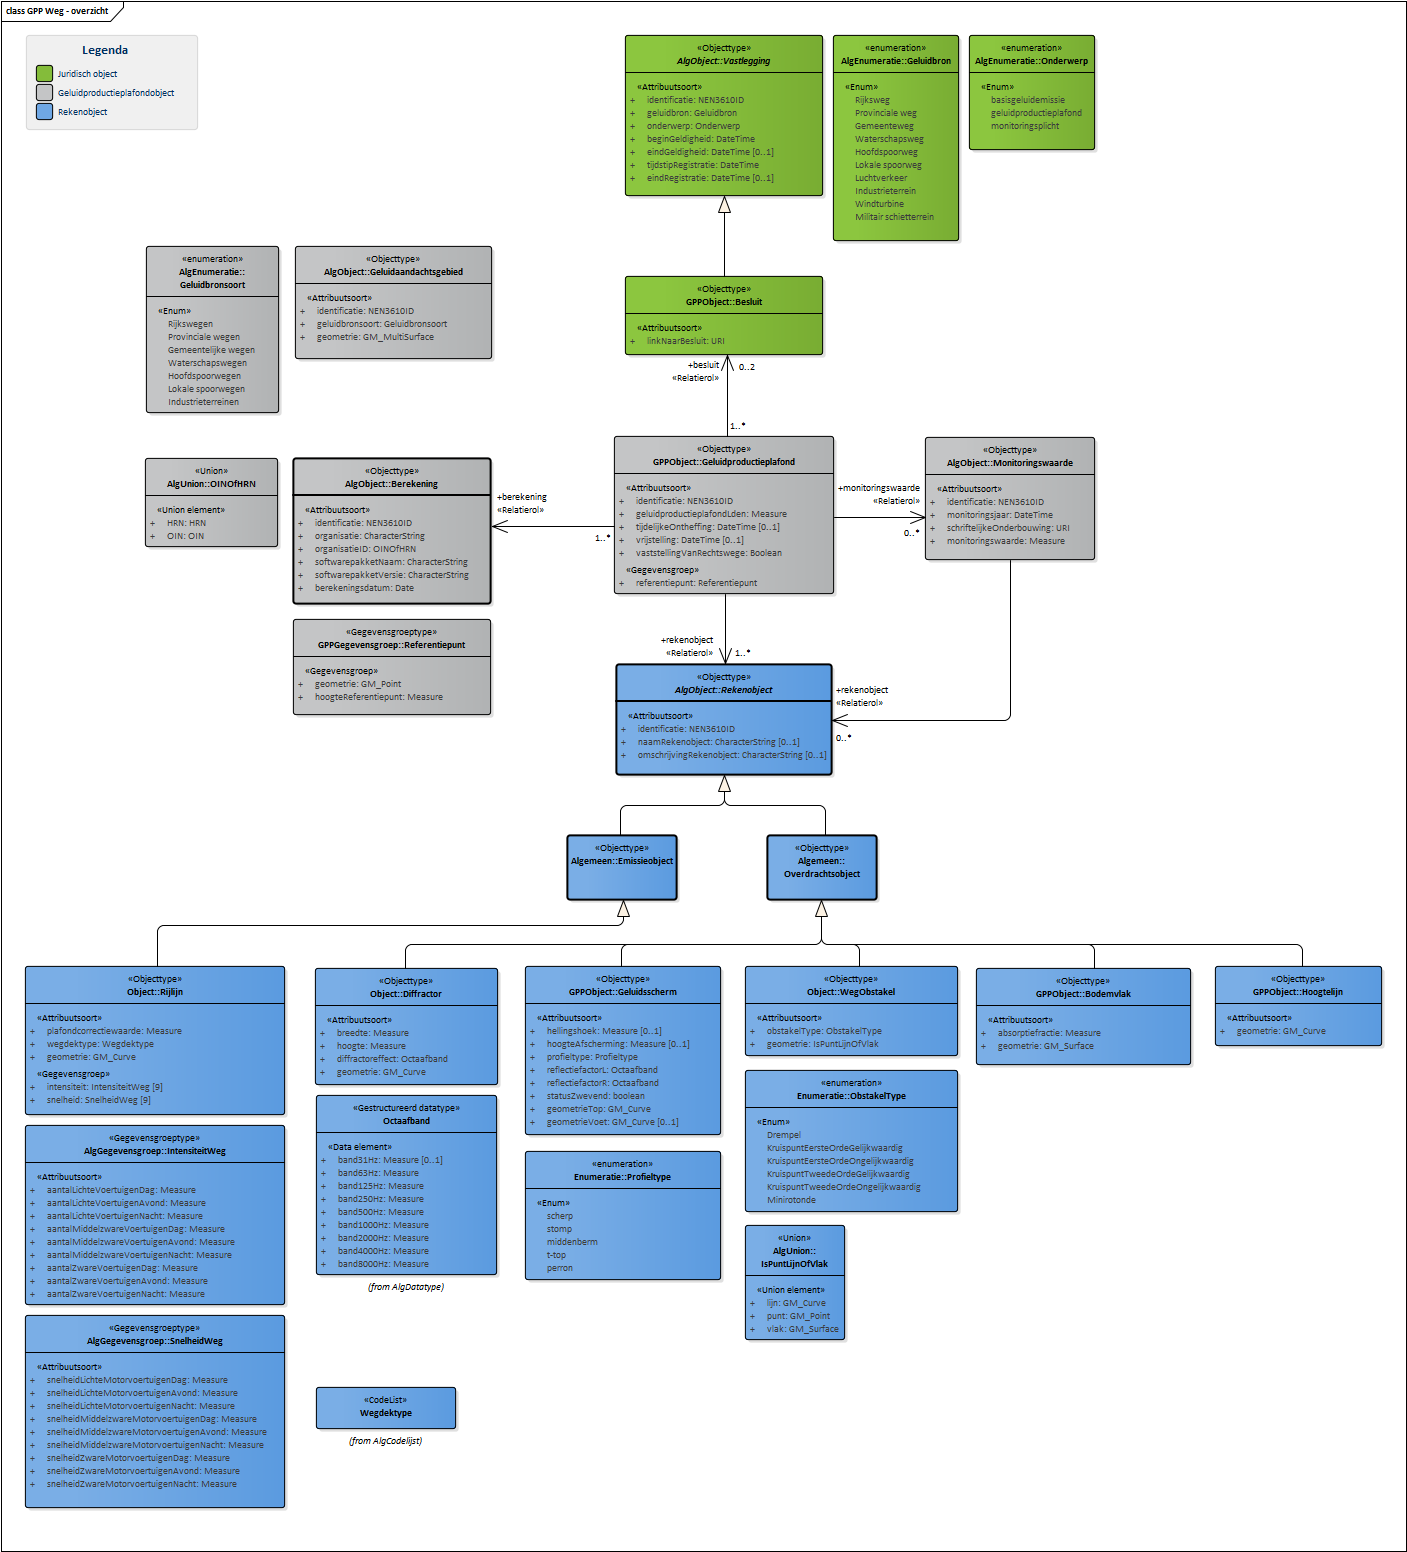 class GPP Weg - overzicht
Legenda
Juridisch object
Geluidproductieplafondobject
Rekenobject
«Objecttype»
AlgObject::Vastlegging
«Attribuutsoort»
+ identificatie: NEN3610ID
+ geluidbron: Geluidbron
+ onderwerp: Onderwerp
+ beginGeldigheid: DateTime
+ eindGeldigheid: DateTime [0..1]
+ tijdstipRegistratie: DateTime
+ eindRegistratie: DateTime [0..1]
«enumeration»
AlgEnumeratie::Geluidbron
«Enum»
Rijksweg
Provinciale weg
Gemeenteweg
Waterschapsweg
Hoofdspoorweg
Lokale spoorweg
Luchtverkeer
Industrieterrein
Windturbine
Militair schietterrein
«enumeration»
AlgEnumeratie::Onderwerp
«Enum»
basisgeluidemissie
geluidproductieplafond
monitoringsplicht
«enumeration»
AlgEnumeratie::
Geluidbronsoort
«Enum»
Rijkswegen
Provinciale wegen
Gemeentelijke wegen
Waterschapswegen
Hoofdspoorwegen
Lokale spoorwegen
Industrieterreinen
«Objecttype»
AlgObject::Geluidaandachtsgebied
«Attribuutsoort»
+ identificatie: NEN3610ID
+ geluidbronsoort: Geluidbronsoort
+ geometrie: GM_MultiSurface
«Objecttype»
GPPObject::Besluit
«Attribuutsoort»
+ linkNaarBesluit: URI
+besluit
«Relatierol»
0..2
1..*
«Union»
AlgUnion::OINOfHRN
«Union element»
+ HRN: HRN
+ OIN: OIN
«Objecttype»
AlgObject::Berekening
«Attribuutsoort»
+ identificatie: NEN3610ID
+ organisatie: CharacterString
+ organisatieID: OINOfHRN
+ softwarepakketNaam: CharacterString
+ softwarepakketVersie: CharacterString
+ berekeningsdatum: Date
+berekening
«Relatierol»
1..*
«Objecttype»
GPPObject::Geluidproductieplafond
«Attribuutsoort»
+ identificatie: NEN3610ID
+ geluidproductieplafondLden: Measure
+ tijdelijkeOntheffing: DateTime [0..1]
+ vrijstelling: DateTime [0..1]
+ vaststellingVanRechtswege: Boolean
«Gegevensgroep»
+ referentiepunt: Referentiepunt
+monitoringswaarde
«Relatierol»
0..*
«Objecttype»
AlgObject::Monitoringswaarde
«Attribuutsoort»
+ identificatie: NEN3610ID
+ monitoringsjaar: DateTime
+ schriftelijkeOnderbouwing: URI
+ monitoringswaarde: Measure
«Gegevensgroeptype»
GPPGegevensgroep::Referentiepunt
«Gegevensgroep»
+ geometrie: GM_Point
+ hoogteReferentiepunt: Measure
+rekenobject
«Relatierol»
1..*
«Objecttype»
AlgObject::Rekenobject
«Attribuutsoort»
+ identificatie: NEN3610ID
+ naamRekenobject: CharacterString [0..1]
+ omschrijvingRekenobject: CharacterString [0..1]
+rekenobject
«Relatierol»
0..*
«Objecttype»
Algemeen::Emissieobject
«Objecttype»
Algemeen::
Overdrachtsobject
«Objecttype»
Object::Rijlijn
«Attribuutsoort»
+ plafondcorrectiewaarde: Measure
+ wegdektype: Wegdektype
+ geometrie: GM_Curve
«Gegevensgroep»
+ intensiteit: IntensiteitWeg [9]
+ snelheid: SnelheidWeg [9]
«Objecttype»
Object::Diffractor
«Attribuutsoort»
+ breedte: Measure
+ hoogte: Measure
+ diffractoreffect: Octaafband
+ geometrie: GM_Curve
«Objecttype»
GPPObject::Geluidsscherm
«Attribuutsoort»
+ hellingshoek: Measure [0..1]
+ hoogteAfscherming: Measure [0..1]
+ profieltype: Profieltype
+ reflectiefactorL: Octaafband
+ reflectiefactorR: Octaafband
+ statusZwevend: boolean
+ geometrieTop: GM_Curve
+ geometrieVoet: GM_Curve [0..1]
«Objecttype»
Object::WegObstakel
«Attribuutsoort»
+ obstakelType: ObstakelType
+ geometrie: IsPuntLijnOfVlak
«Objecttype»
GPPObject::Bodemvlak
«Attribuutsoort»
+ absorptiefractie: Measure
+ geometrie: GM_Surface
«Objecttype»
GPPObject::Hoogtelijn
«Attribuutsoort»
+ geometrie: GM_Curve
«Gegevensgroeptype»
AlgGegevensgroep::IntensiteitWeg
«Attribuutsoort»
+ aantalLichteVoertuigenDag: Measure
+ aantalLichteVoertuigenAvond: Measure
+ aantalLichteVoertuigenNacht: Measure
+ aantalMiddelzwareVoertuigenDag: Measure
+ aantalMiddelzwareVoertuigenAvond: Measure
+ aantalMiddelzwareVoertuigenNacht: Measure
+ aantalZwareVoertuigenDag: Measure
+ aantalZwareVoertuigenAvond: Measure
+ aantalZwareVoertuigenNacht: Measure
«Gestructureerd datatype»
Octaafband
«Data element»
+ band31Hz: Measure [0..1]
+ band63Hz: Measure
+ band125Hz: Measure
+ band250Hz: Measure
+ band500Hz: Measure
+ band1000Hz: Measure
+ band2000Hz: Measure
+ band4000Hz: Measure
+ band8000Hz: Measure
(from AlgDatatype)
«enumeration»
Enumeratie::Profieltype
«Enum»
scherp
stomp
middenberm
t-top
perron
«enumeration»
Enumeratie::ObstakelType
«Enum»
Drempel
KruispuntEersteOrdeGelijkwaardig
KruispuntEersteOrdeOngelijkwaardig
KruispuntTweedeOrdeGelijkwaardig
KruispuntTweedeOrdeOngelijkwaardig
Minirotonde
«Union»
AlgUnion::
IsPuntLijnOfVlak
«Union element»
+ lijn: GM_Curve
+ punt: GM_Point
+ vlak: GM_Surface
«Gegevensgroeptype»
AlgGegevensgroep::SnelheidWeg
«Attribuutsoort»
+ snelheidLichteMotorvoertuigenDag: Measure
+ snelheidLichteMotorvoertuigenAvond: Measure
+ snelheidLichteMotorvoertuigenNacht: Measure
+ snelheidMiddelzwareMotorvoertuigenDag: Measure
+ snelheidMiddelzwareMotorvoertuigenAvond: Measure
+ snelheidMiddelzwareMotorvoertuigenNacht: Measure
+ snelheidZwareMotorvoertuigenDag: Measure
+ snelheidZwareMotorvoertuigenAvond: Measure
+ snelheidZwareMotorvoertuigenNacht: Measure
«CodeList»
Wegdektype
(from AlgCodelijst)